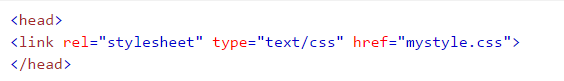 <head>
<link rel="stylesheet" type="text/css" href="mystyle.css">
</head>